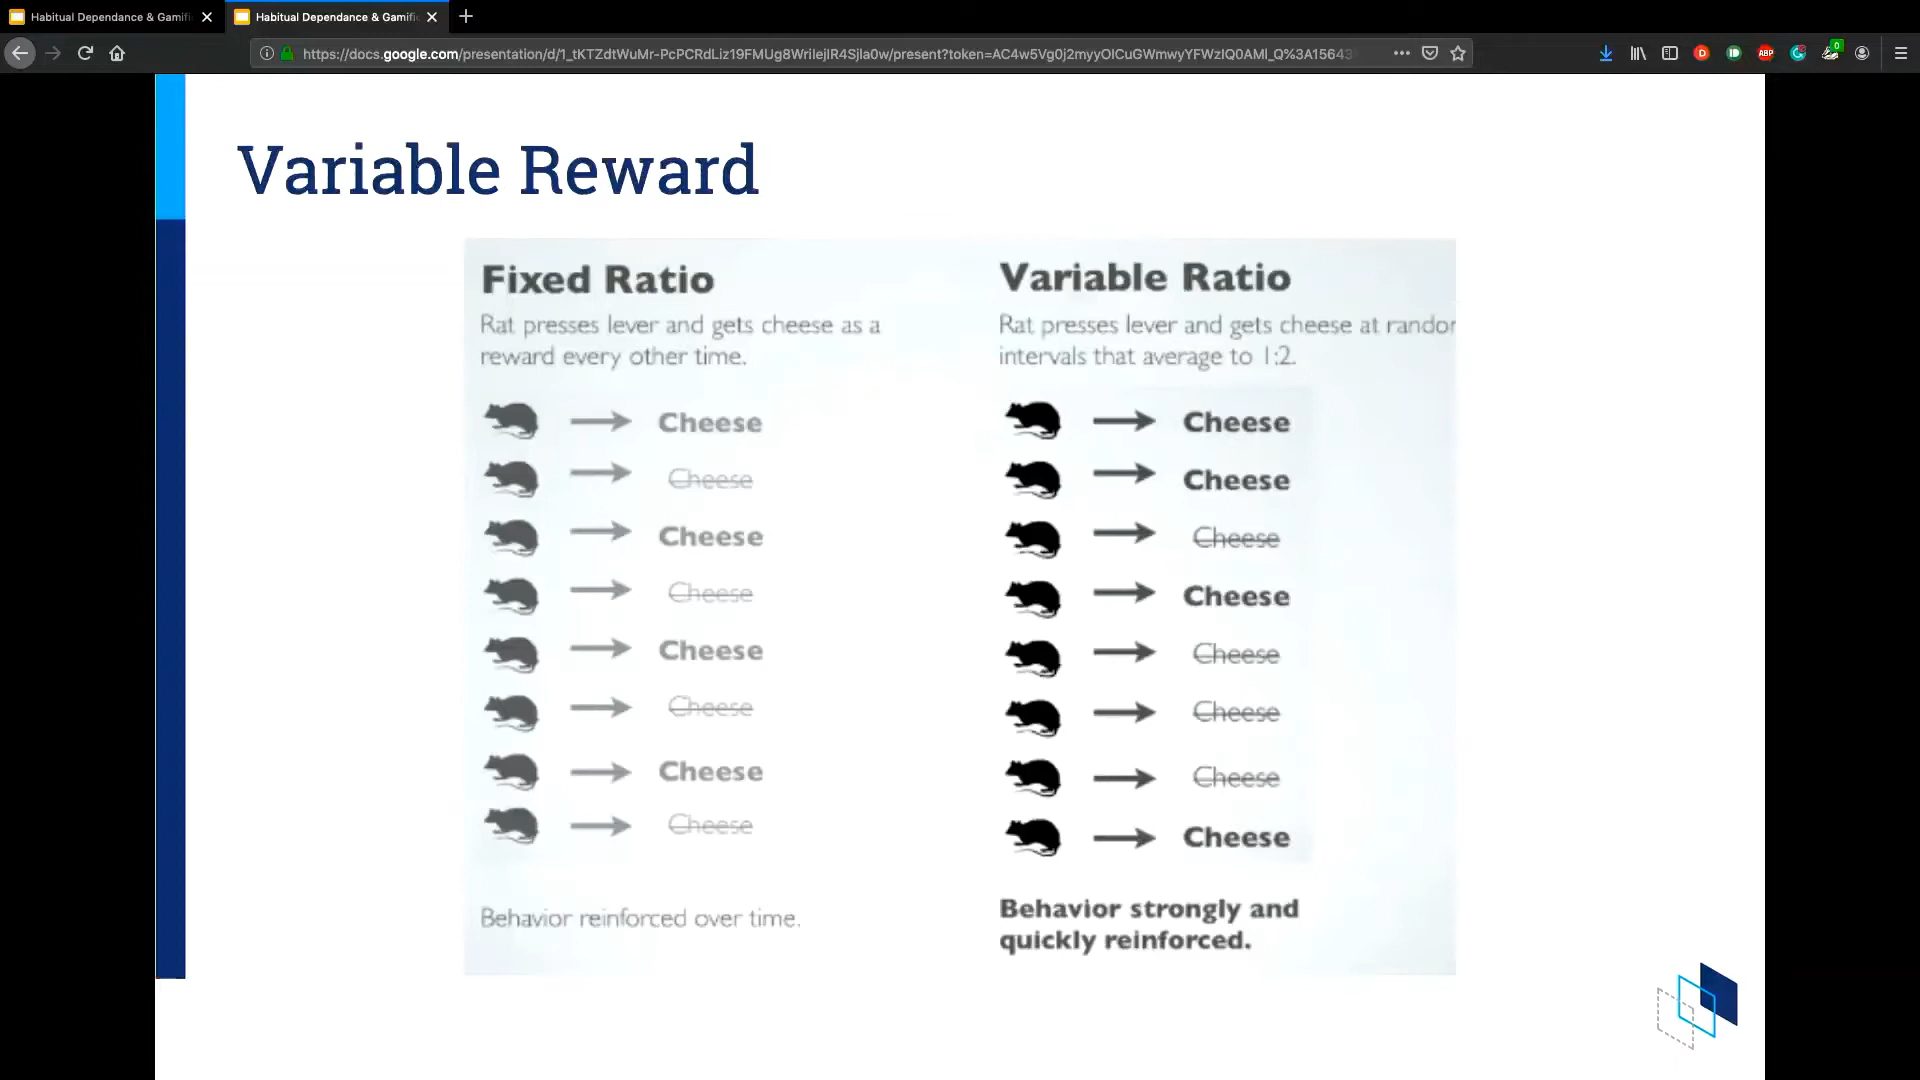 Habitual Dependance & Gamifi
Habitual Dependance & Gamifi
https://docs.google.com/presentation/d/1_tKTZdtWuMr-PcPCRdLiz19FMUg8WrilejlR4Sjla0w/present?token=AC4w5Vg0j2myyOlCuGWmwyYFWzlQ0AMl_Q%3A15643
D
ABP
0
Variable Reward
Fixed Ratio
Rat presses lever and gets cheese as a
reward every other time.
Cheese
Cheese
Cheese
Cheese
Cheese
Cheese
Cheese
Cheese
Behavior reinforced over time.
Variable Ratio
Rat presses lever and gets cheese at randor
intervals that average to 1:2.
Cheese
Cheese
Cheese
Cheese
Cheese
Cheese
Cheese
Cheese
Behavior strongly and
quickly reinforced.